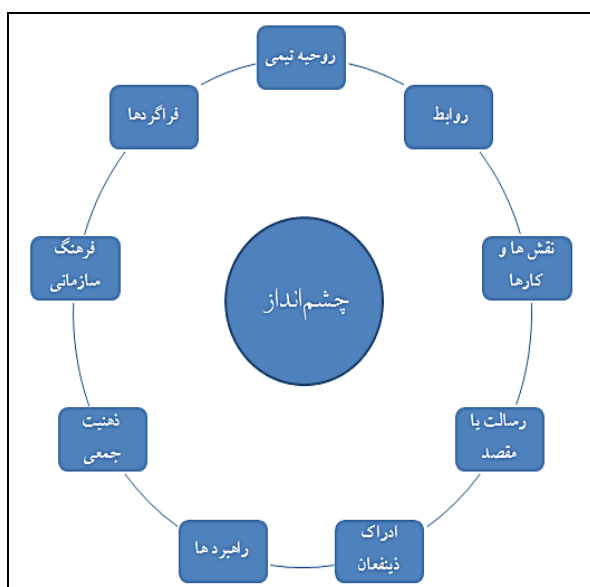 روحیه تیمی
روابط
نقش ها و
کارها
رسالت یا
مقصد
ادراک
ذینفعان
راهبردها
ذهنیت
جمعی
فرهنگ
سازمانی
فراگردها
چشم‌انداز